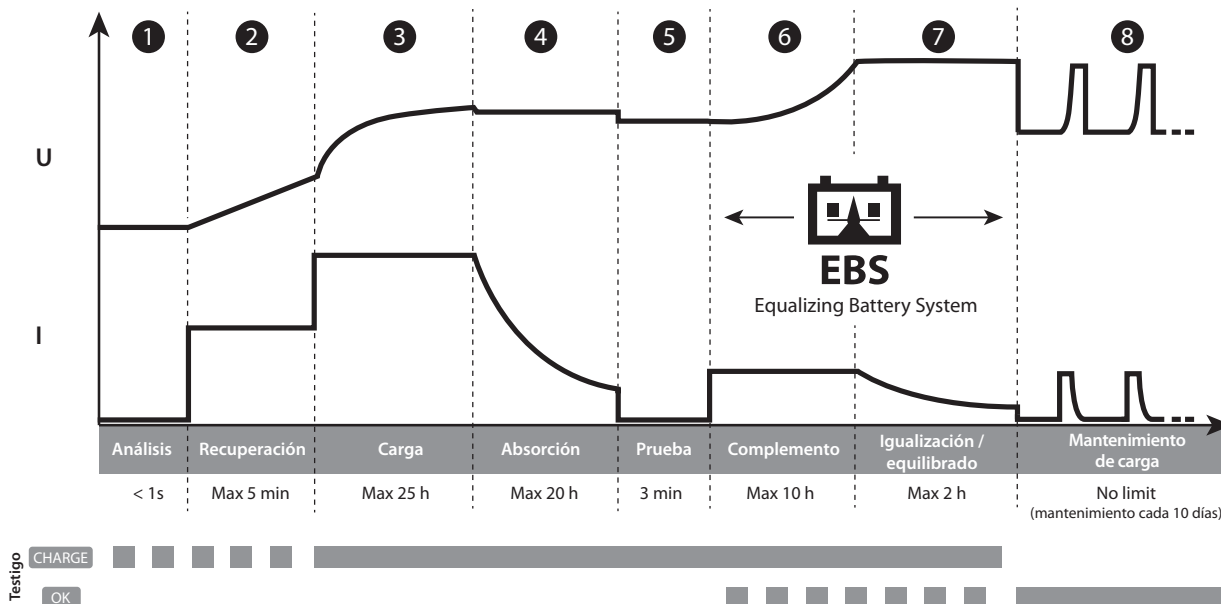 1 2 3 4 5 6 7 8
U
EBS
Equalizing Battery System
I
Análisis Recuperación Carga Absorción Prueba Complemento Igualización / equilibrado Mantenimiento de carga
< 1s Max 5 min Max 25 h Max 20 h 3 min Max 10 h Max 2 h No limit
(mantenimiento cada 10 días)
Testigo
CHARGE
OK